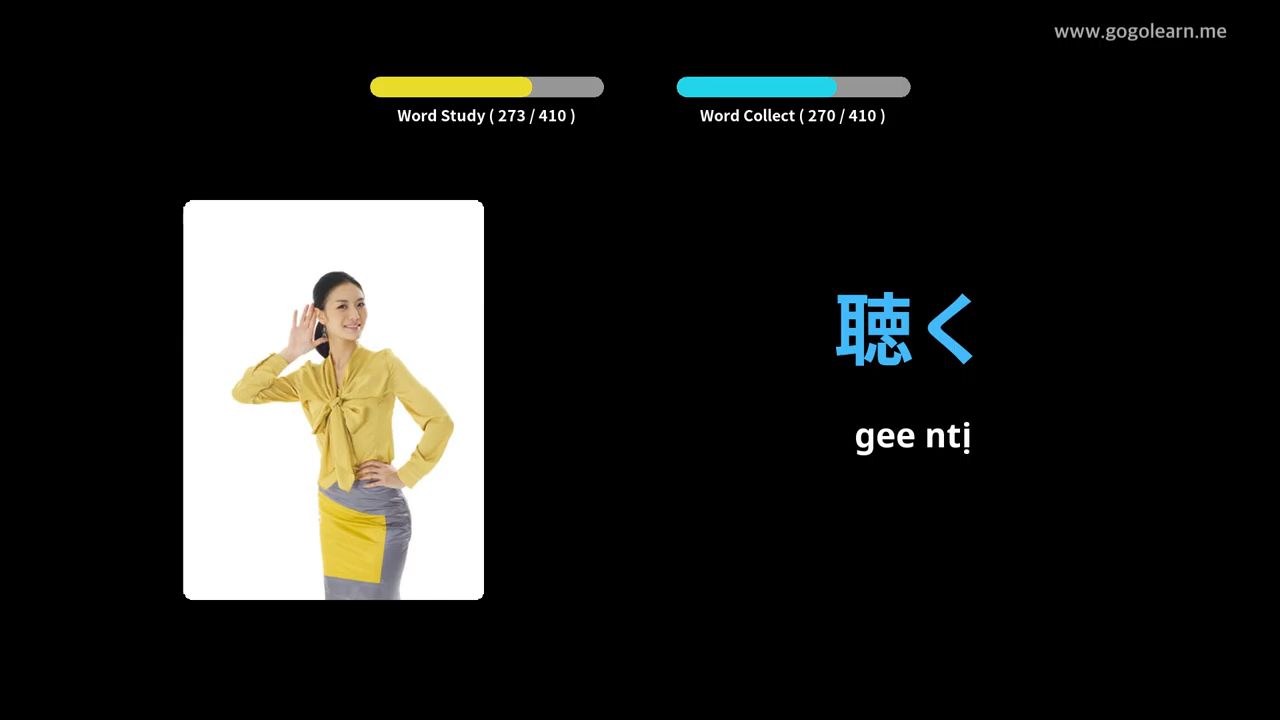 www.gogolearn.me
Word Study ( 273 / 410 )
Word Collect ( 270 / 410 )
聴く
gee ntị